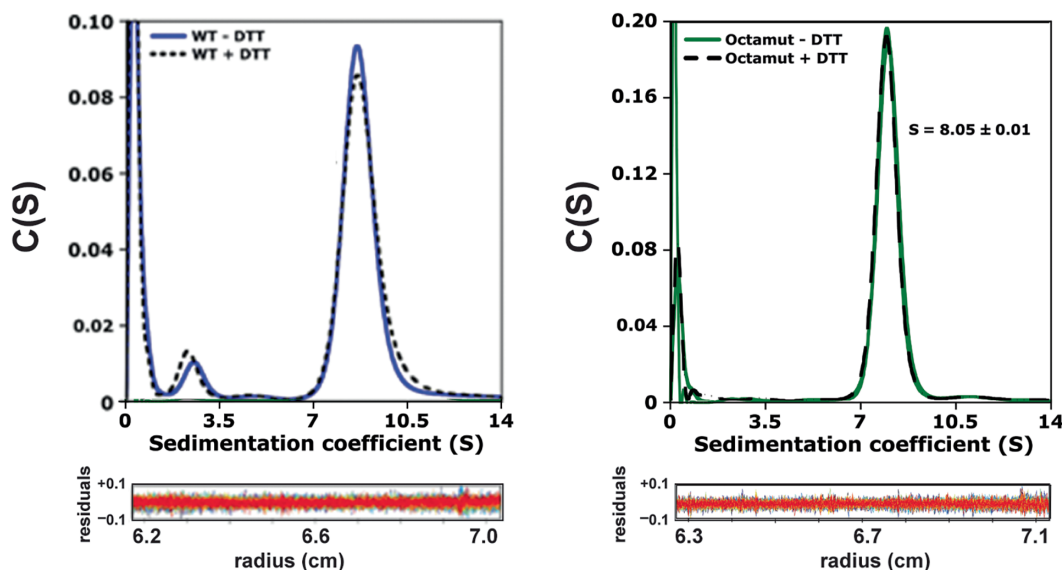 WT - DTT
WT + DTT
C(S)
0.10
0.08
0.06
0.04
0.02
0
0 3.5 7 10.5 14
Sedimentation coefficient (S)
residuals
+0.1
−0.1
6.2 6.6 7.0
radius (cm)
Octamut - DTT
Octamut + DTT
S = 8.05 ± 0.01
C(S)
0.20
0.16
0.12
0.08
0.04
0
0 3.5 7 10.5 14
Sedimentation coefficient (S)
residuals
+0.1
−0.1
6.3 6.7 7.1
radius (cm)